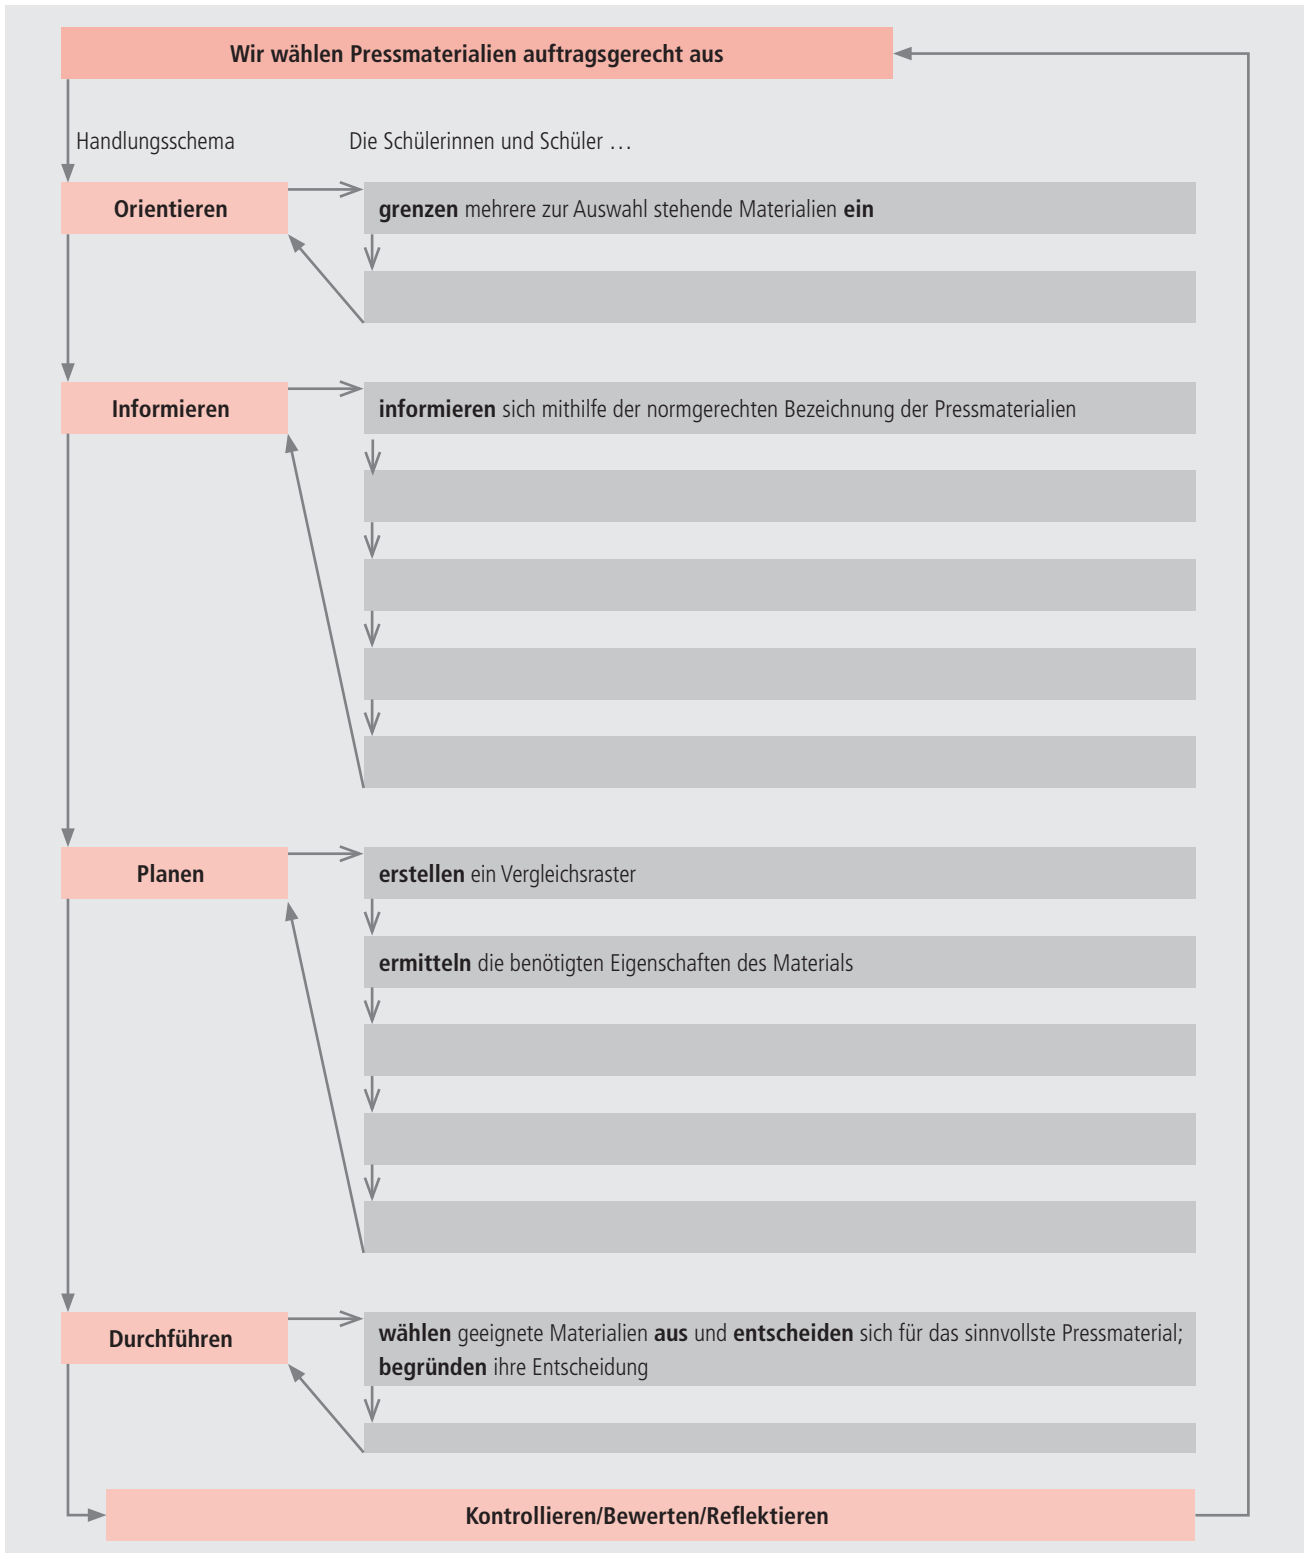 Wir wählen Pressmaterialien auftragsgerecht aus
Handlungsschema
Die Schülerinnen und Schüler …
Orientieren
grenzen mehrere zur Auswahl stehende Materialien ein
Informieren
informieren sich mithilfe der normgerechten Bezeichnung der Pressmaterialien
Planen
erstellen ein Vergleichsraster
ermitteln die benötigten Eigenschaften des Materials
Durchführen
wählen geeignete Materialien aus und entscheiden sich für das sinnvollste Pressmaterial;
begründen ihre Entscheidung
Kontrollieren/Bewerten/Reflektieren